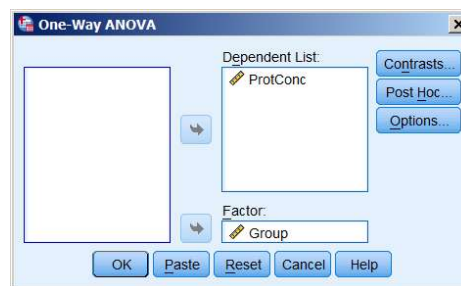 One-Way ANOVA
Dependent List:
ProtConc
Contrasts...
Post Hoc...
Options...
Factor:
Group
OK Paste Reset Cancel Help